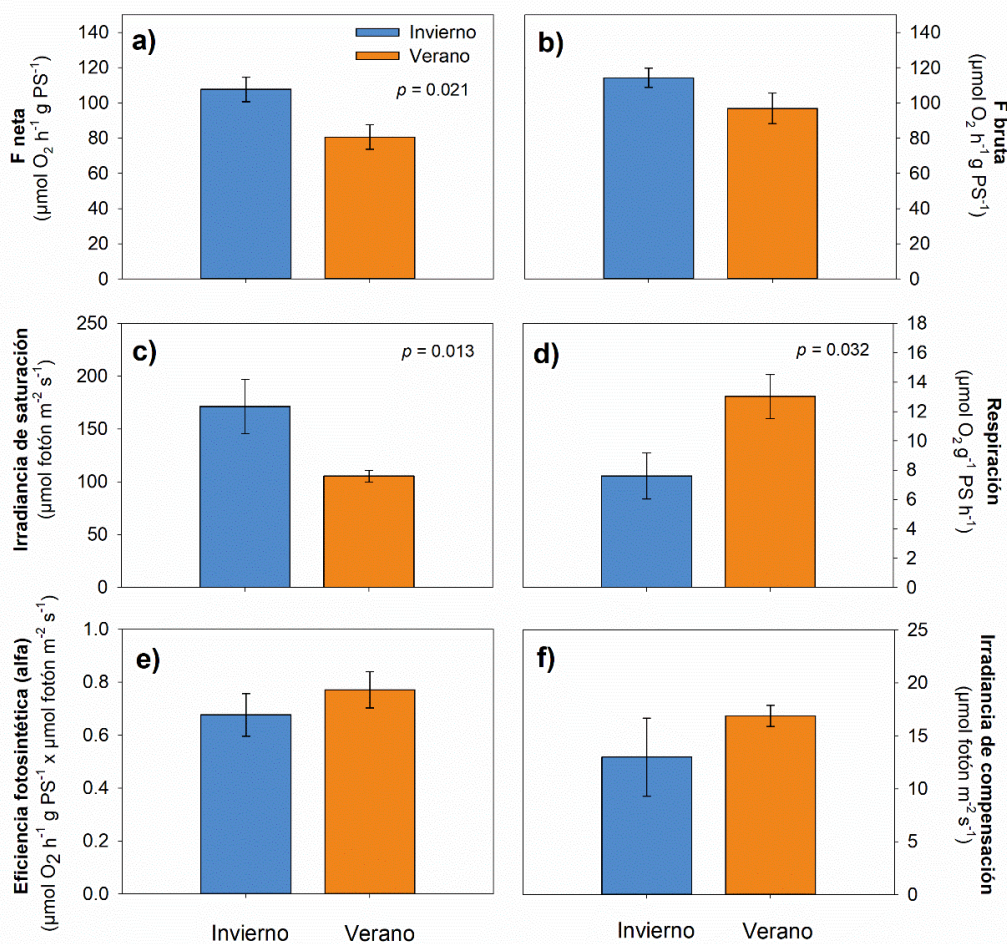 a)
Invierno
Verano
p = 0.021
F neta
(µmol O₂ h⁻¹ g PS⁻¹)
140
120
100
80
60
40
20
0
b)
140
120
100
80
60
40
20
0
F bruta
(µmol O₂ h⁻¹ g PS⁻¹)
c)
p = 0.013
Irradiancia de saturación
(µmol fotón m⁻² s⁻¹)
250
200
150
100
50
0
d)
p = 0.032
18
16
14
12
10
8
6
4
2
0
Respiración
(µmol O₂ g⁻¹ PS h⁻¹)
e)
Eficiencia fotosintética (alfa)
(µmol O₂ h⁻¹ g PS⁻¹ x µmol fotón m⁻² s⁻¹)
1.0
0.8
0.6
0.4
0.2
0.0
Invierno Verano
f)
25
20
15
10
5
0
Irradiancia de compensación
(µmol fotón m⁻² s⁻¹)
Invierno Verano